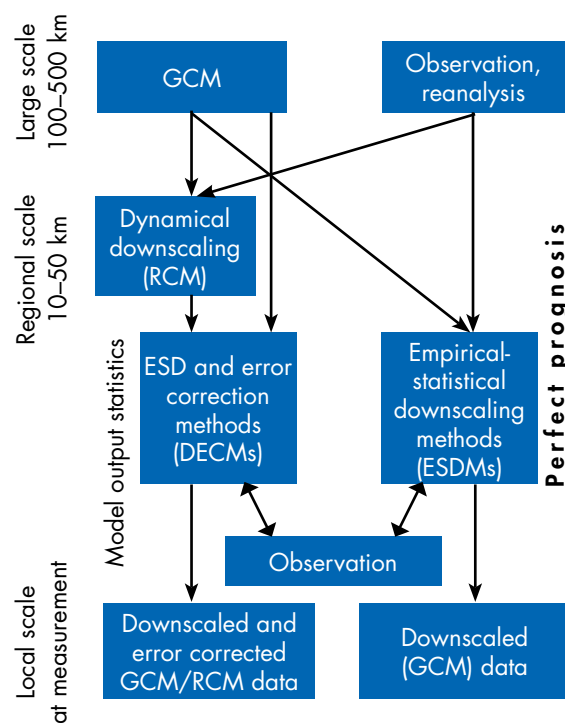 Large scale
100–500 km
GCM
Observation,
reanalysis
Regional scale
10–50 km
Dynamical
downscaling
(RCM)
Model output statistics
ESD and error
correction
methods
(DECMs)
Empirical-
statistical
downscaling
methods
(ESDMs)
Perfect prognosis
Observation
Local scale
at measurement
Downscaled and
error corrected
GCM/RCM data
Downscaled
(GCM) data